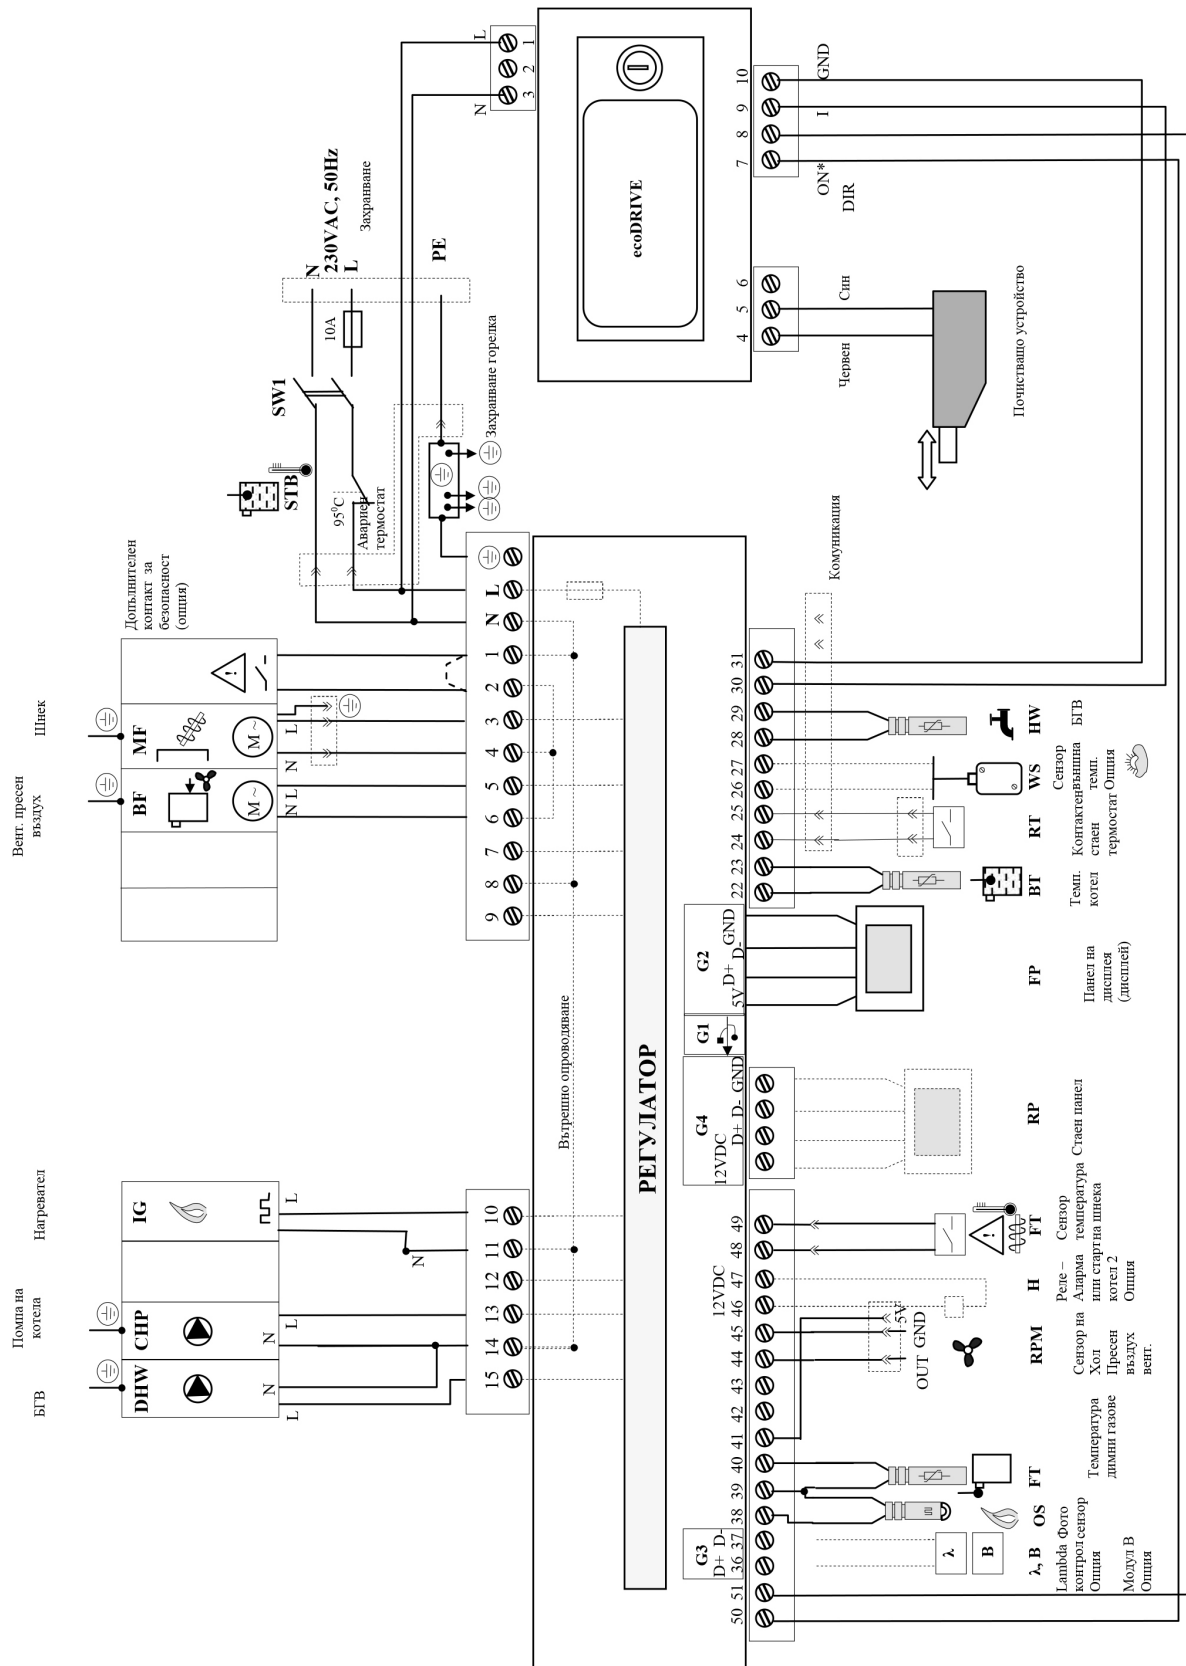 БГВ
Помпа на
котела
Нагревател
Вент. пресен
въздух
Шнек
Допълнителен
контакт за
безопасност
(опция)
DHW
CHP
IG
BF
MF
L
N
N
L
N
L
N L
N
L
M ~
M ~
!
STB
95⁰C
Авариен
термостат
SW1
10A
N
230VAC, 50Hz
L
Захранване
PE
Захранване горелка
L
N
1
2
3
ecoDRIVE
10
9
8
7
GND
I
ON*
DIR
6
5
4
Син
Червен
Почистващо устройство
15
14
13
12
11
10
9
8
7
6
5
4
3
2
1
N
L
Вътрешно опроводяване
РЕГУЛАТОР
G3
D+ D-
G4
12VDC
D+ D- GND
G1
G2
5V
D+
D-
GND
50
51
36
37
38
39
40
41
42
43
44
45
46
47
48
49
12VDC
22
23
24
25
26
27
28
29
30
31
Комуникация
OUT GND
5V
λ
B
!
λ, B
OS
FT
RPM
H
FT
RP
FP
BT
RT
WS
HW
Lambda
контрол
Опция
Модул B
Опция
Фото
сензор
Температура
димни газове
Сензор на
Хол
Пресен
въздух
вент.
Реле –
Аларма
или старт
котел 2
Опция
Сензор
температура
на шнека
Стаен панел
Панел на
дисплея
(дисплей)
Темп.
котел
Контактен
стаен
термостат
Сензор
външна
темп.
Опция
БГВ